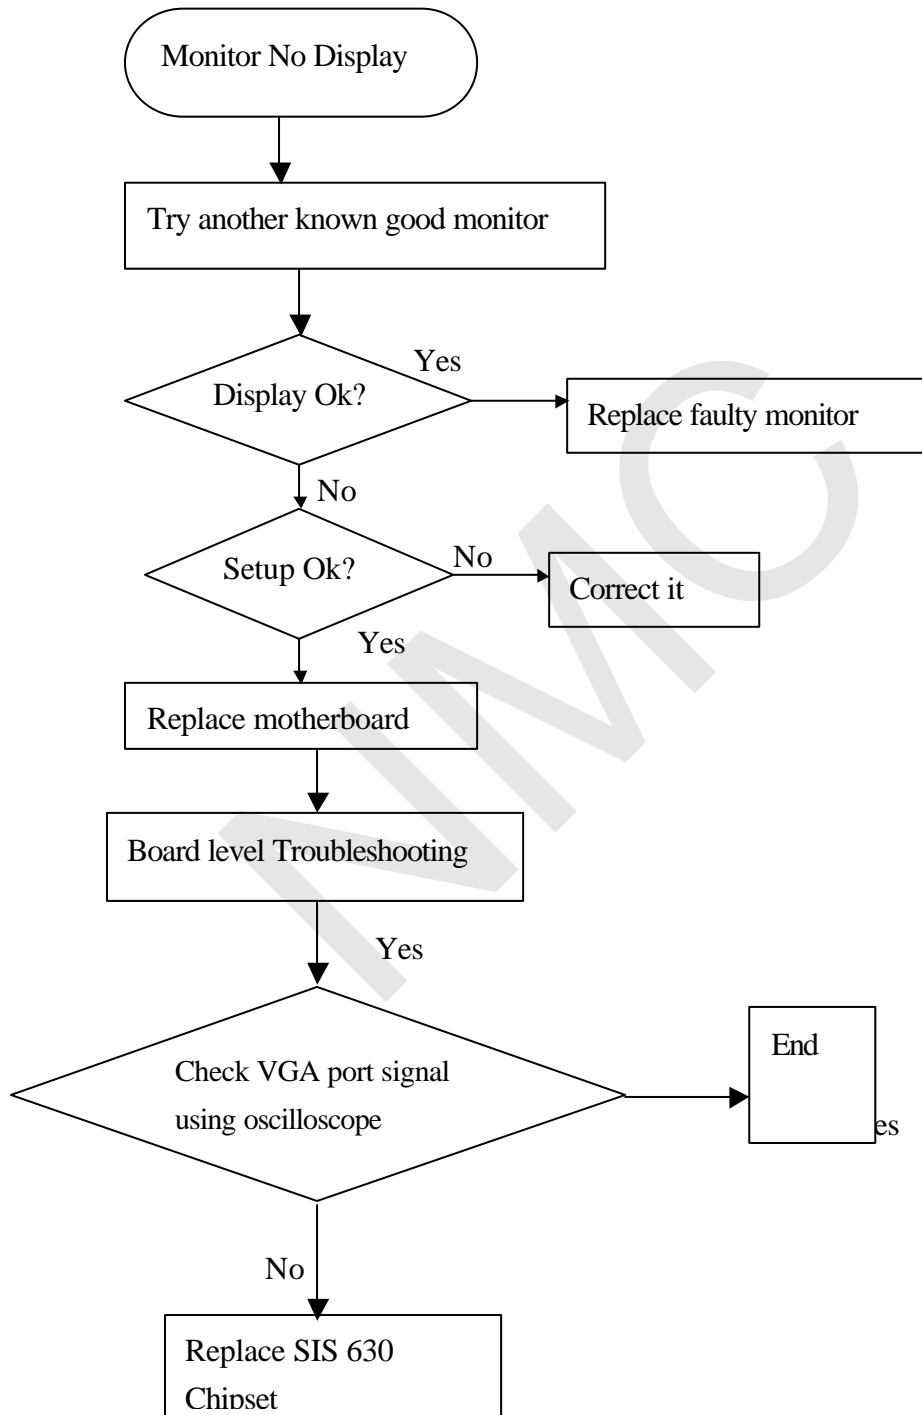 Monitor No Display
Try another known good monitor
Yes
Display Ok?
Replace faulty monitor
No
Setup Ok?
No
Correct it
Yes
Replace motherboard
Board level Troubleshooting
Yes
Check VGA port signal
using oscilloscope
End
es
No
Replace SIS 630
Chipset
NMC